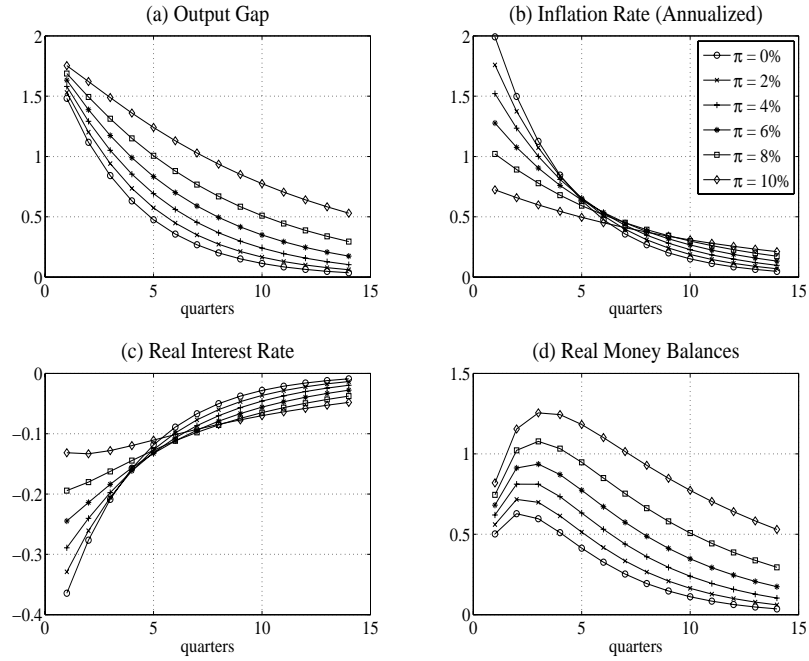 (a) Output Gap
2
1.5
1
0.5
0
0 5 10 15
quarters
(b) Inflation Rate (Annualized)
2
1.5
1
0.5
0
0 5 10 15
quarters
π = 0%
π = 2%
π = 4%
π = 6%
π = 8%
π = 10%
(c) Real Interest Rate
0
−0.1
−0.2
−0.3
−0.4
0 5 10 15
quarters
(d) Real Money Balances
1.5
1
0.5
0
0 5 10 15
quarters